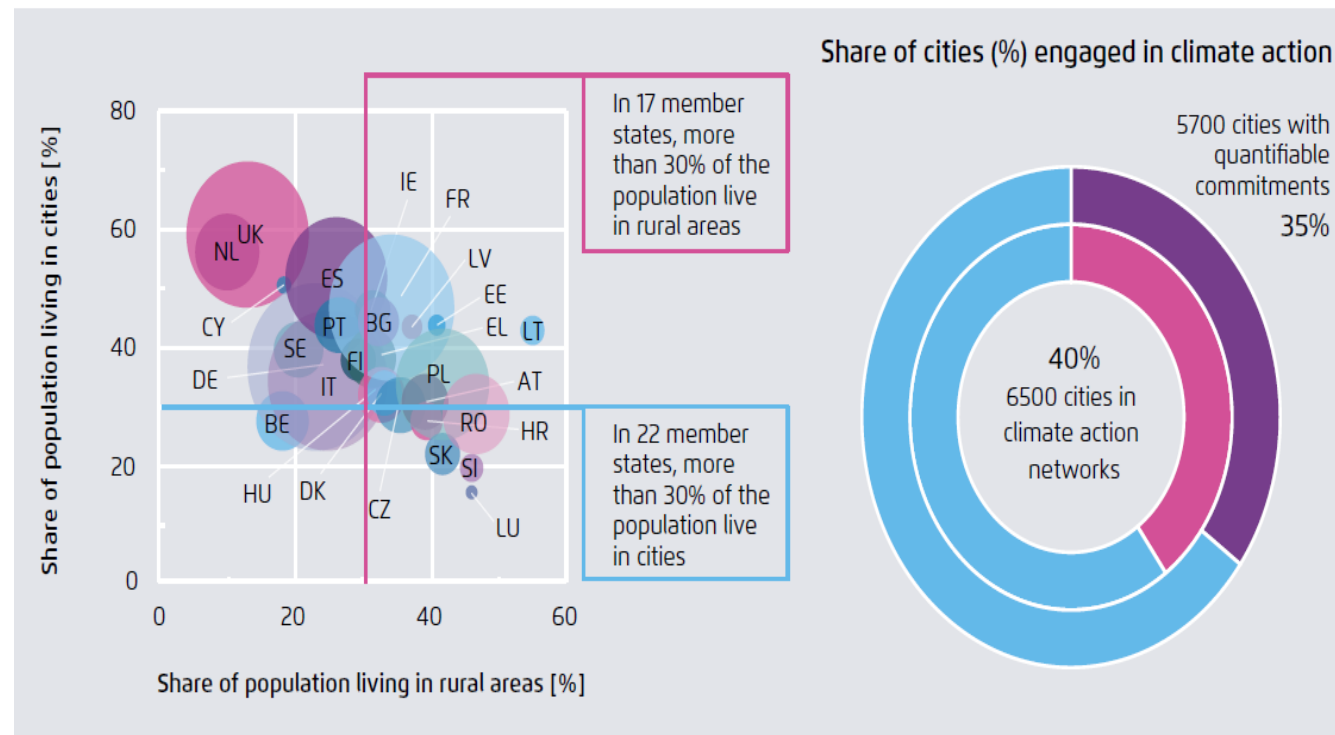 Share of cities (%) engaged in climate action
Share of population living in cities [%]
80
60
40
20
0
0
20
40
60
Share of population living in rural areas [%]
UK
NL
CY
ES
IE
FR
LV
EE
EL
LT
DE
SE
PT
BG
FI
IT
PL
AT
BE
RO
HR
HU
DK
CZ
SK
SI
LU
In 17 member
states, more
than 30% of the
population live
in rural areas
In 22 member
states, more
than 30% of the
population live
in cities
5700 cities with
quantifiable
commitments
35%
40%
6500 cities in
climate action
networks